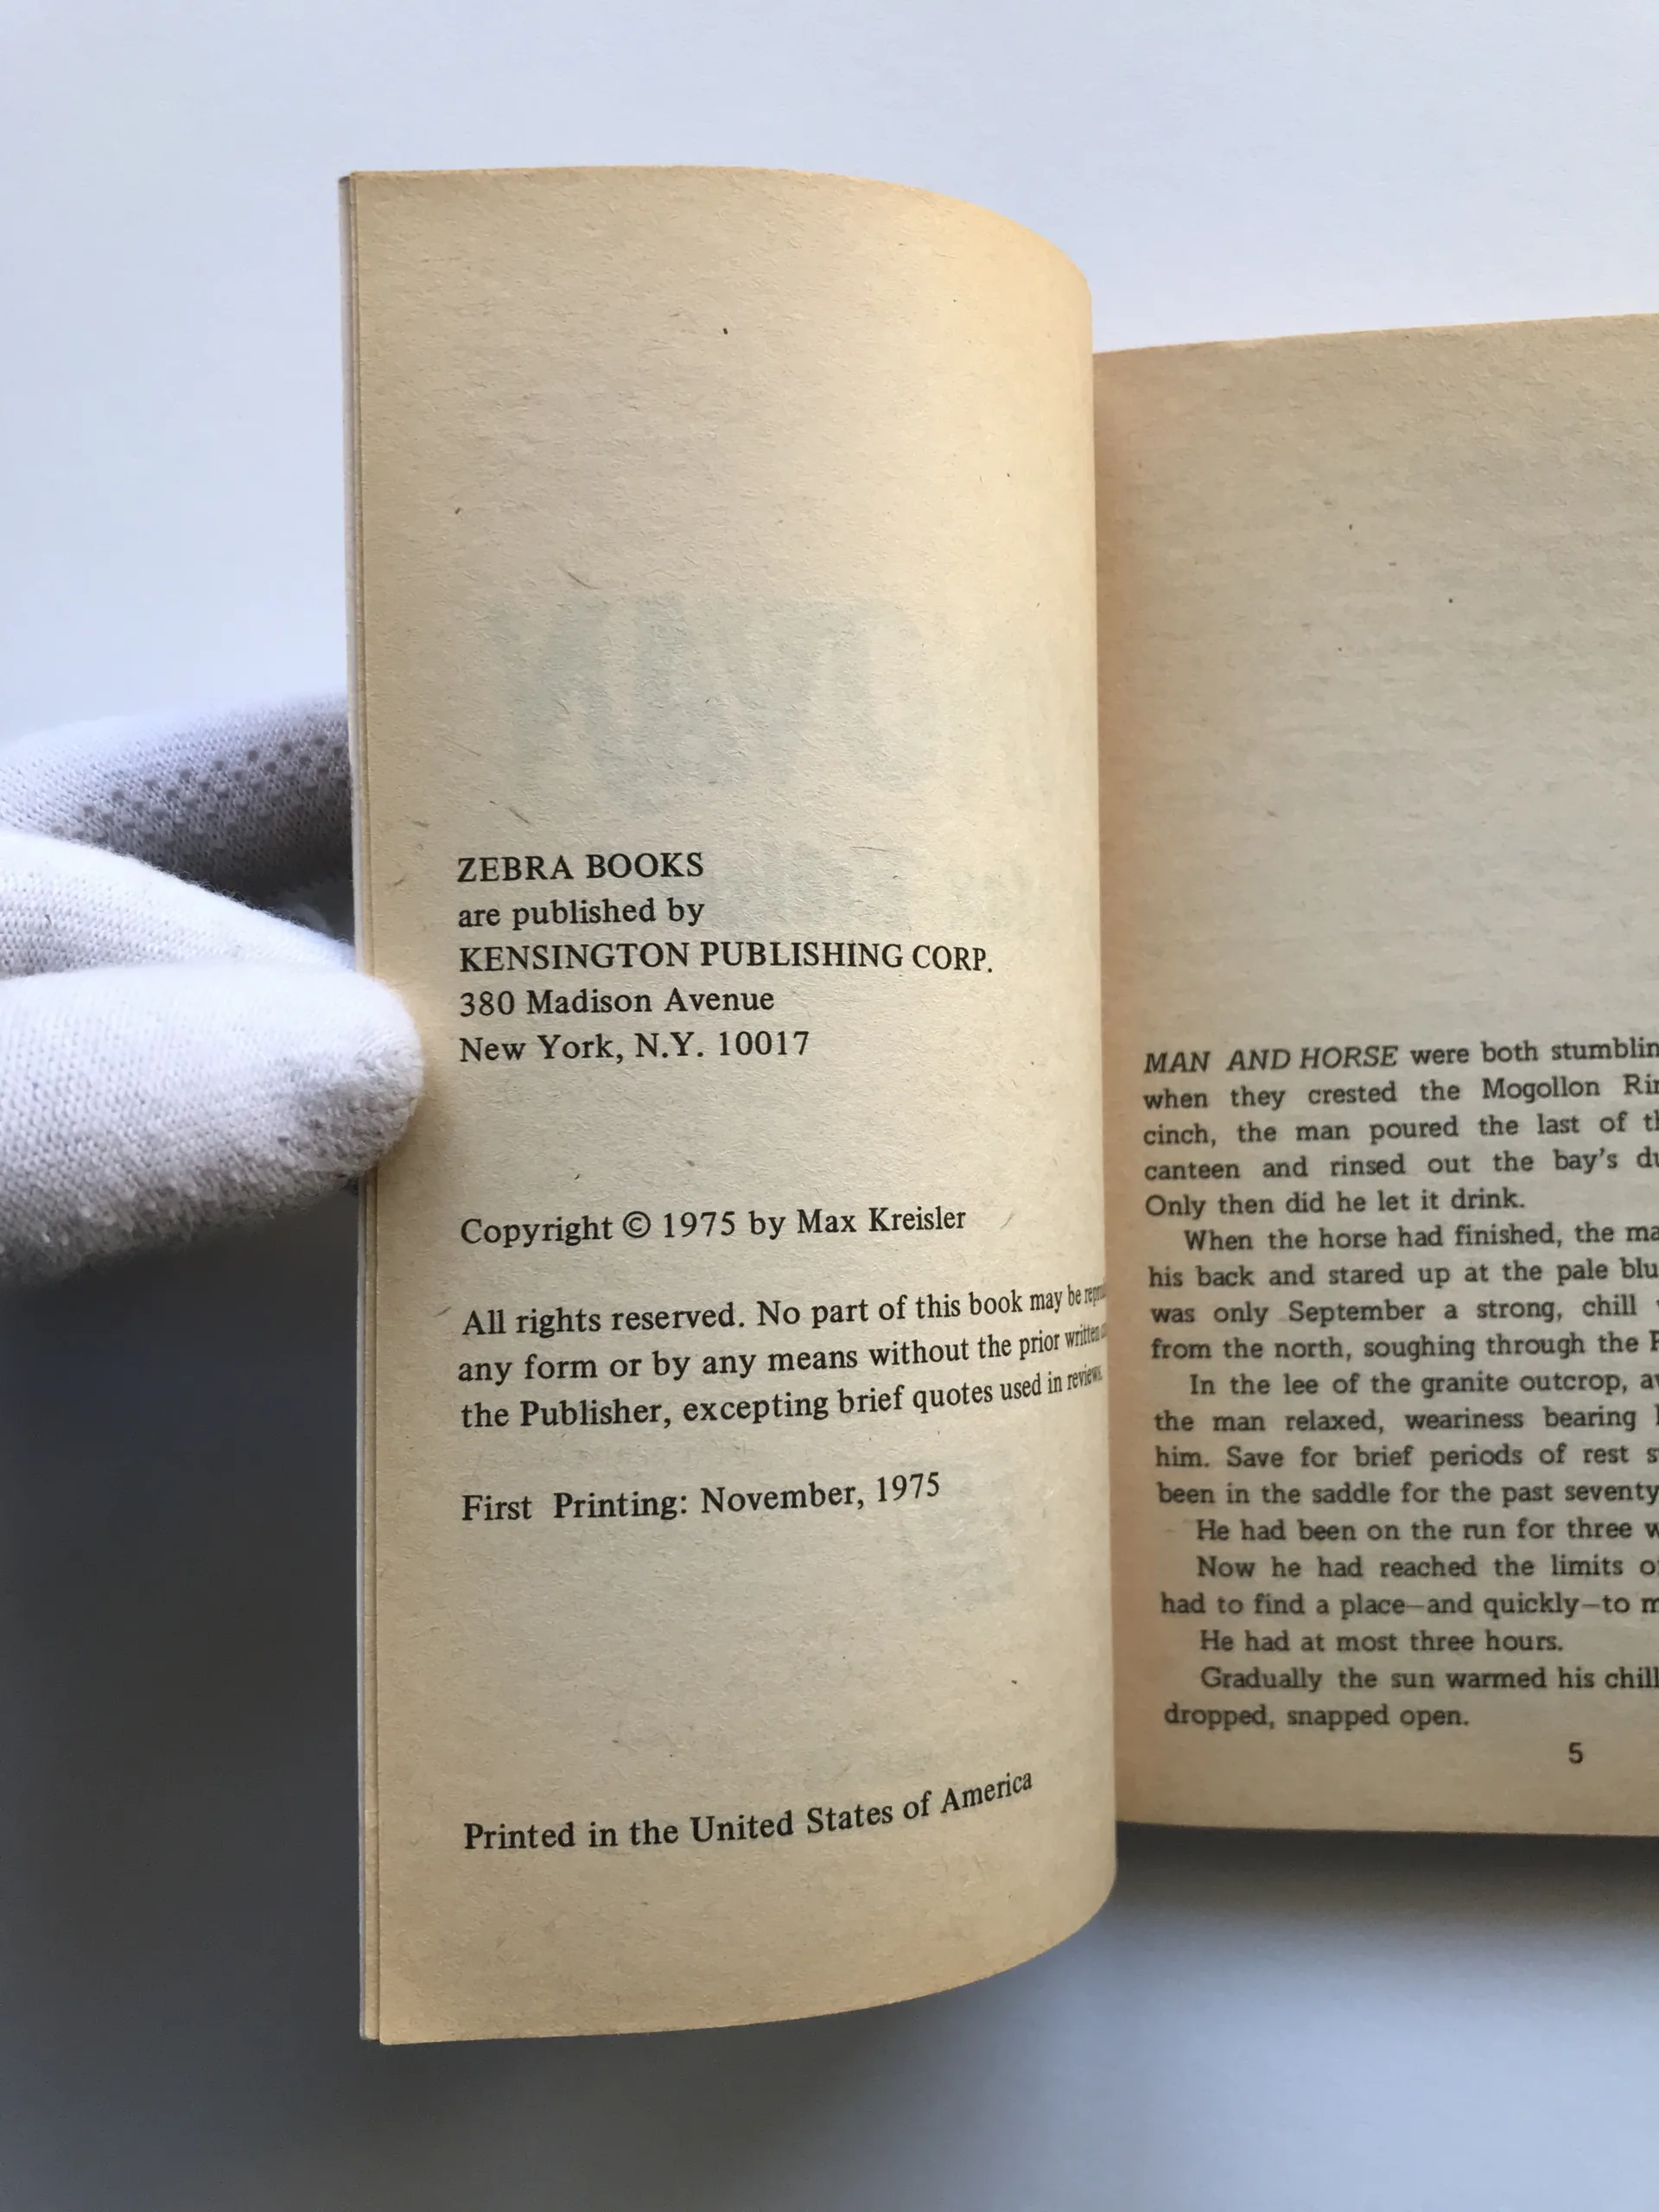 ZEBRA BOOKS
are published by
KENSINGTON PUBLISHING CORP.
380 Madison Avenue
New York, N.Y. 10017
Copyright © 1975 by Max Kreisler
All rights reserved. No part of this book may be
any form or by any means without the prior written
the Publisher, excepting brief quotes used in reviews.
First Printing: November, 1975
Printed in the United States of America
MAN AND HORSE were both
when they crested the Mogollon
cinch, the man poured the last of
canteen and rinsed out the bay's
Only then did he let it drink.
When the horse had finished, the
his back and stared up at the pale
was only September a strong, chill
from the north, soughing through the
In the lee of the granite outcrop,
the man relaxed, weariness bearing
him. Save for brief periods of rest
been in the saddle for the past seventy
He had been on the run for three
Now he had reached the limits
had to find a place—and quickly—to
He had at most three hours.
Gradually the sun warmed his
dropped, snapped open.
5